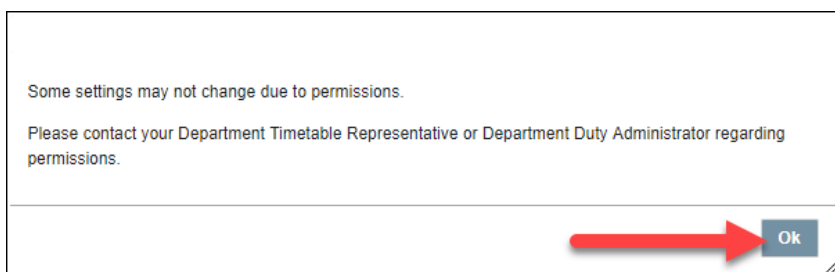 Some settings may not change due to permissions.
Please contact your Department Timetable Representative or Department Duty Administrator regarding
permissions.
Ok